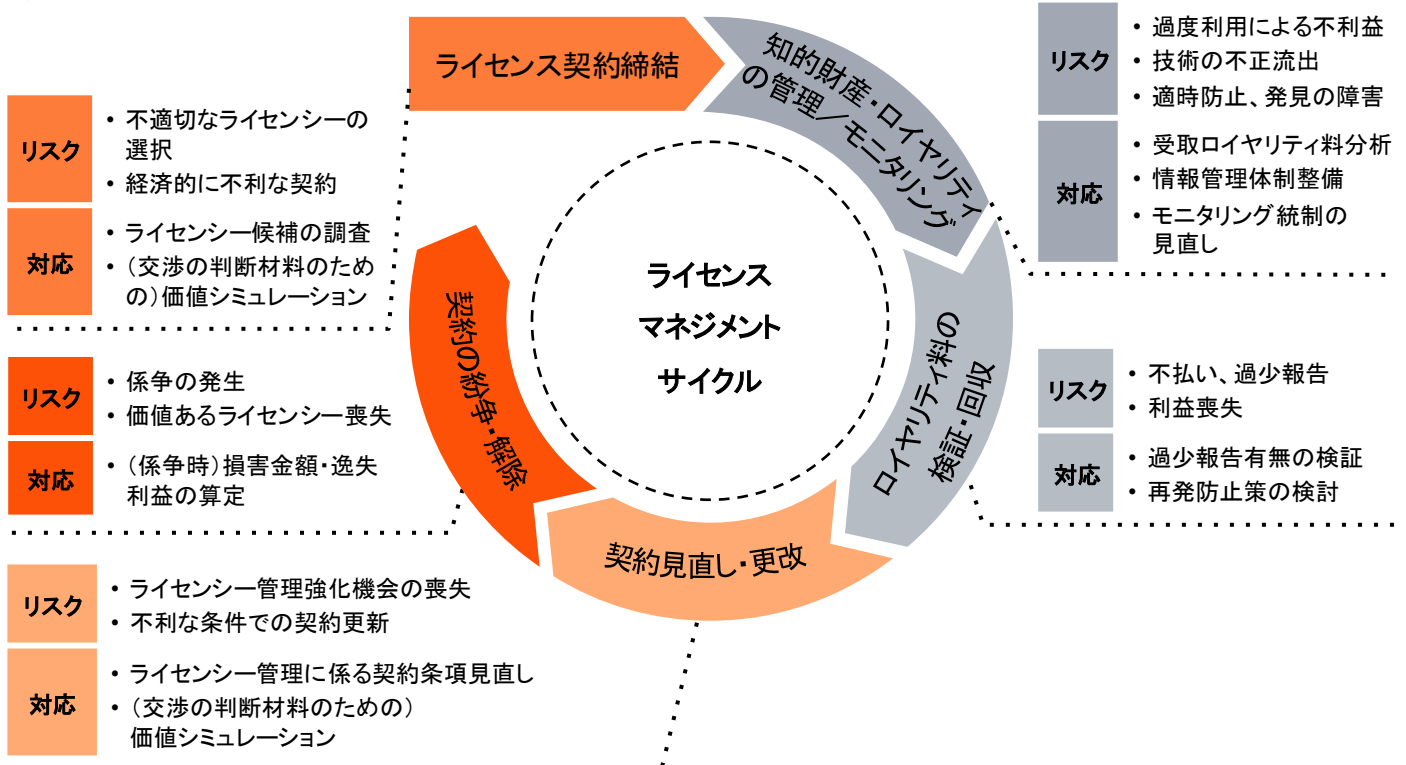 ライセンス契約締結
知的財産・ロイヤリティ
の管理／モニタリング
ロイヤリティ料の
検証・回収
契約見直し・更改
契約の紛争・解除
ライセンス
マネジメント
サイクル
リスク
• 不適切なライセンシーの
選択
• 経済的に不利な契約
対応
• ライセンシー候補の調査
• （交渉の判断材料のため
の）価値シミュレーション
リスク
• 過度利用による不利益
• 技術の不正流出
• 適時防止、発見の障害
対応
• 受取ロイヤリティ料分析
• 情報管理体制整備
• モニタリング統制の
見直し
リスク
• 不払い、過少報告
• 利益喪失
対応
• 過少報告有無の検証
• 再発防止策の検討
リスク
• 係争の発生
• 価値あるライセンシー喪失
対応
• （係争時）損害金額・逸失
利益の算定
リスク
• ライセンシー管理強化機会の喪失
• 不利な条件での契約更新
対応
• ライセンシー管理に係る契約条項見直し
• （交渉の判断材料のための）
価値シミュレーション